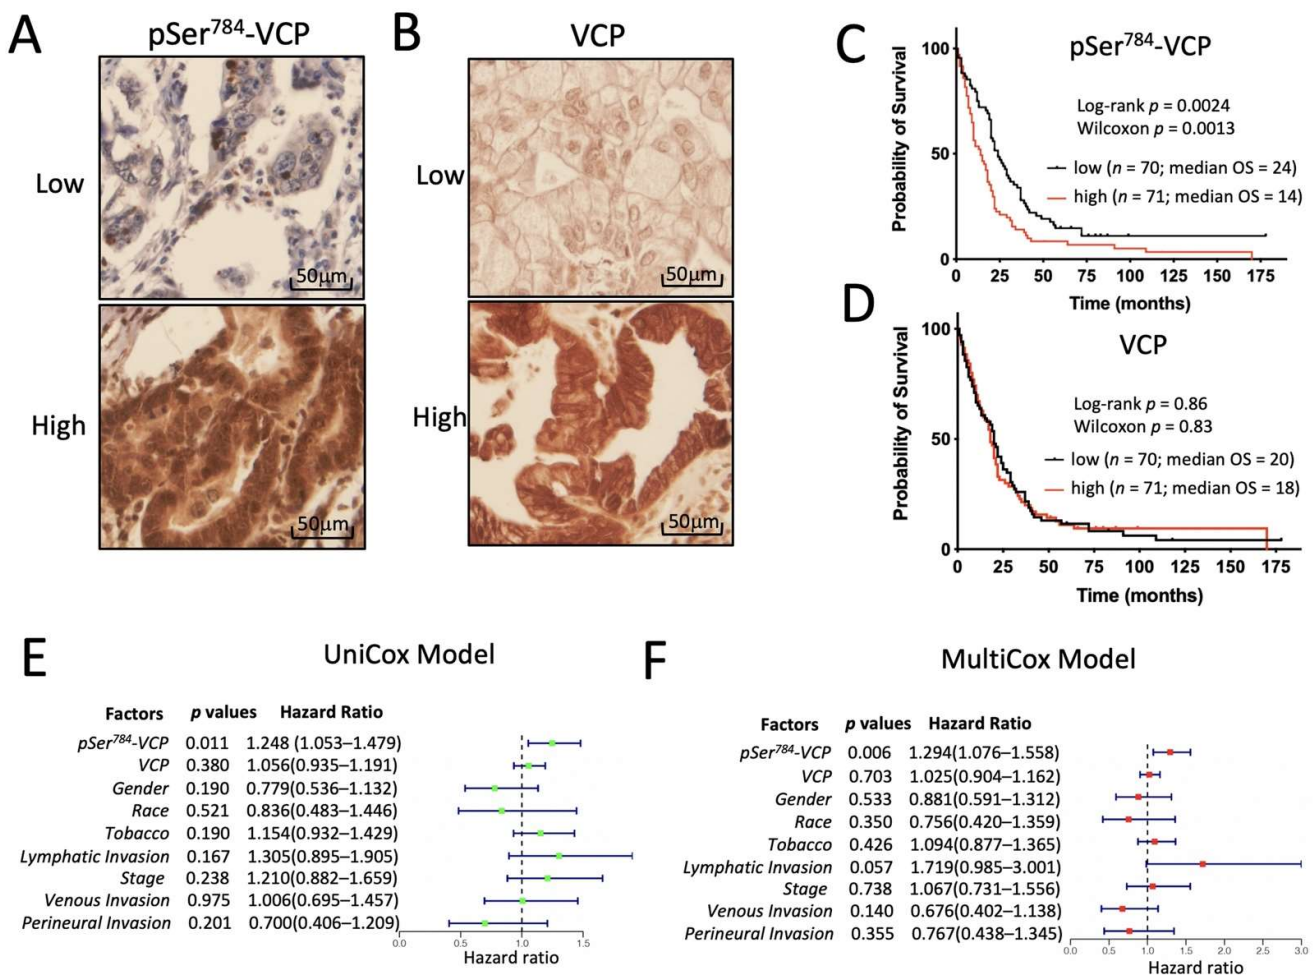 A
pSer784-VCP
Low
50μm
High
50μm
B
VCP
Low
50μm
High
50μm
C
pSer784-VCP
Probability of Survival
100
50
0
Log-rank p = 0.0024
Wilcoxon p = 0.0013
low (n = 70; median OS = 24)
high (n = 71; median OS = 14)
0 25 50 75 100 125 150 175
Time (months)
D
VCP
Probability of Survival
100
50
0
Log-rank p = 0.86
Wilcoxon p = 0.83
low (n = 70; median OS = 20)
high (n = 71; median OS = 18)
0 25 50 75 100 125 150 175
Time (months)
E
UniCox Model
Factors p values Hazard Ratio
pSer784-VCP 0.011 1.248 (1.053–1.479)
VCP 0.380 1.056(0.935–1.191)
Gender 0.190 0.779(0.536–1.132)
Race 0.521 0.836(0.483–1.446)
Tobacco 0.190 1.154(0.932–1.429)
Lymphatic Invasion 0.167 1.305(0.895–1.905)
Stage 0.238 1.210(0.882–1.659)
Venous Invasion 0.975 1.006(0.695–1.457)
Perineural Invasion 0.201 0.700(0.406–1.209)
0.0 0.5 1.0 1.5
Hazard ratio
F
MultiCox Model
Factors p values Hazard Ratio
pSer784-VCP 0.006 1.294(1.076–1.558)
VCP 0.703 1.025(0.904–1.162)
Gender 0.533 0.881(0.591–1.312)
Race 0.350 0.756(0.420–1.359)
Tobacco 0.426 1.094(0.877–1.365)
Lymphatic Invasion 0.057 1.719(0.985–3.001)
Stage 0.738 1.067(0.731–1.556)
Venous Invasion 0.140 0.676(0.402–1.138)
Perineural Invasion 0.355 0.767(0.438–1.345)
0.0 0.5 1.0 1.5 2.0 2.5 3.0
Hazard ratio